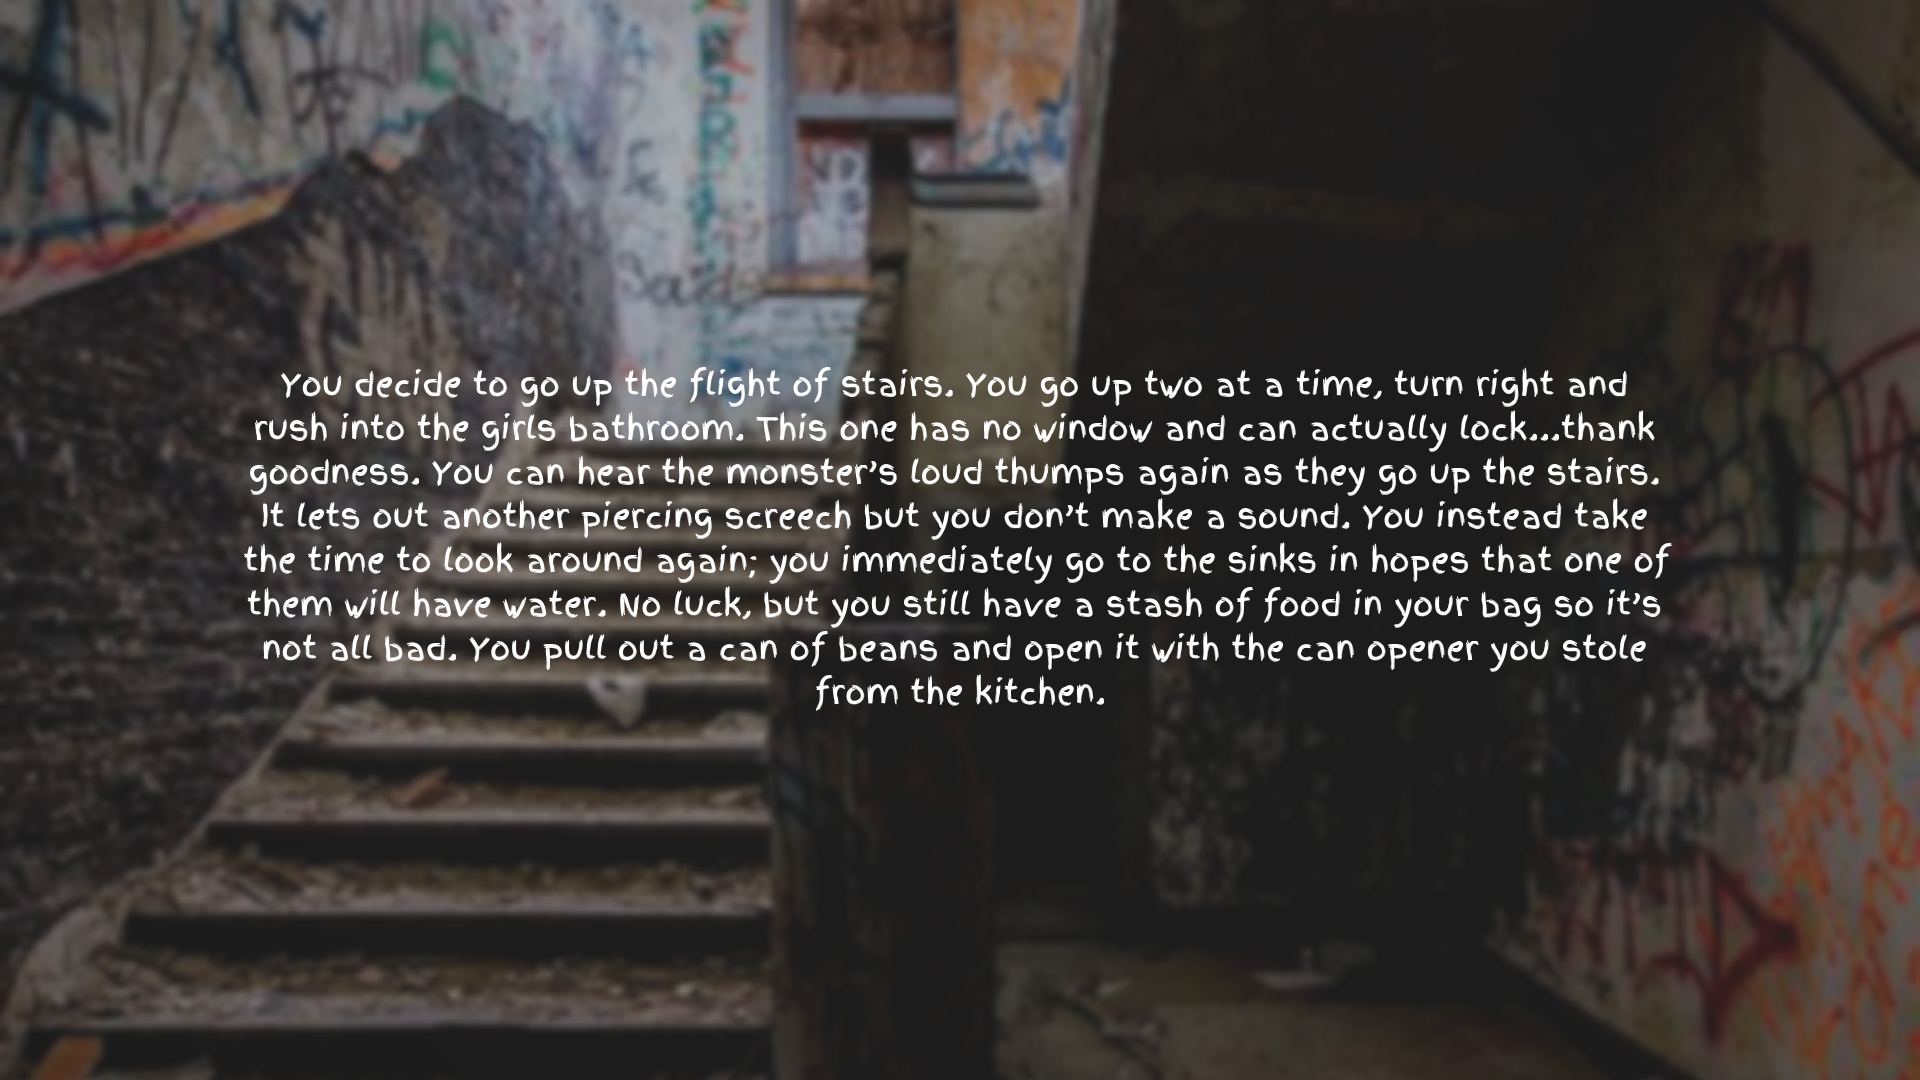 You decide to go up the flight of stairs. You go up two at a time, turn right and
rush into the girls bathroom. This one has no window and can actually lock...thank
goodness. You can hear the monster's loud thumps again as they go up the stairs.
It lets out another piercing screech but you don't make a sound. You instead take
the time to look around again; you immediately go to the sinks in hopes that one of
them will have water. No luck, but you still have a stash of food in your bag so it's
not all bad. You pull out a can of beans and open it with the can opener you stole
from the kitchen.